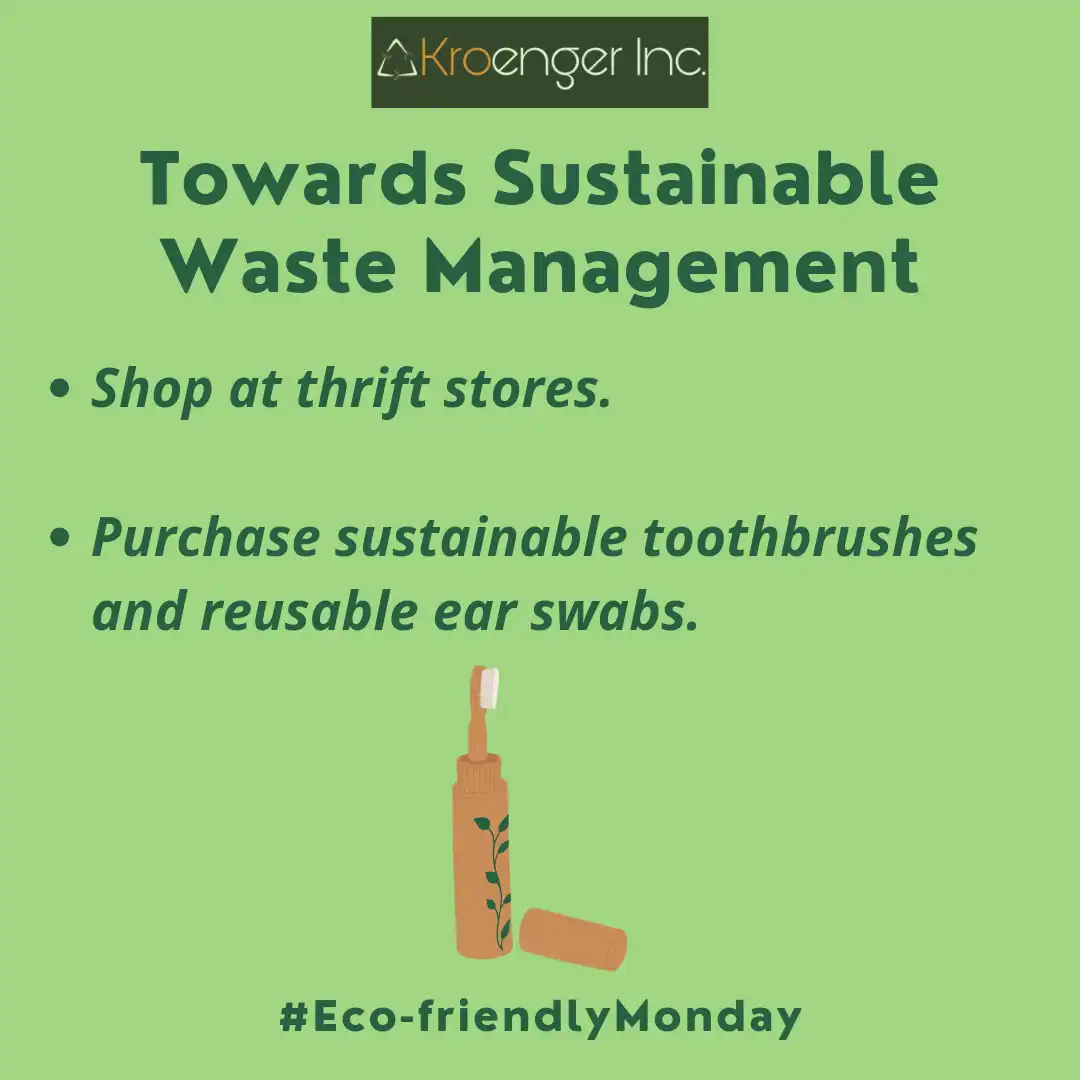 Kroenger Inc.
Towards Sustainable
Waste Management
• Shop at thrift stores.
• Purchase sustainable toothbrushes
and reusable ear swabs.
#Eco-friendlyMonday